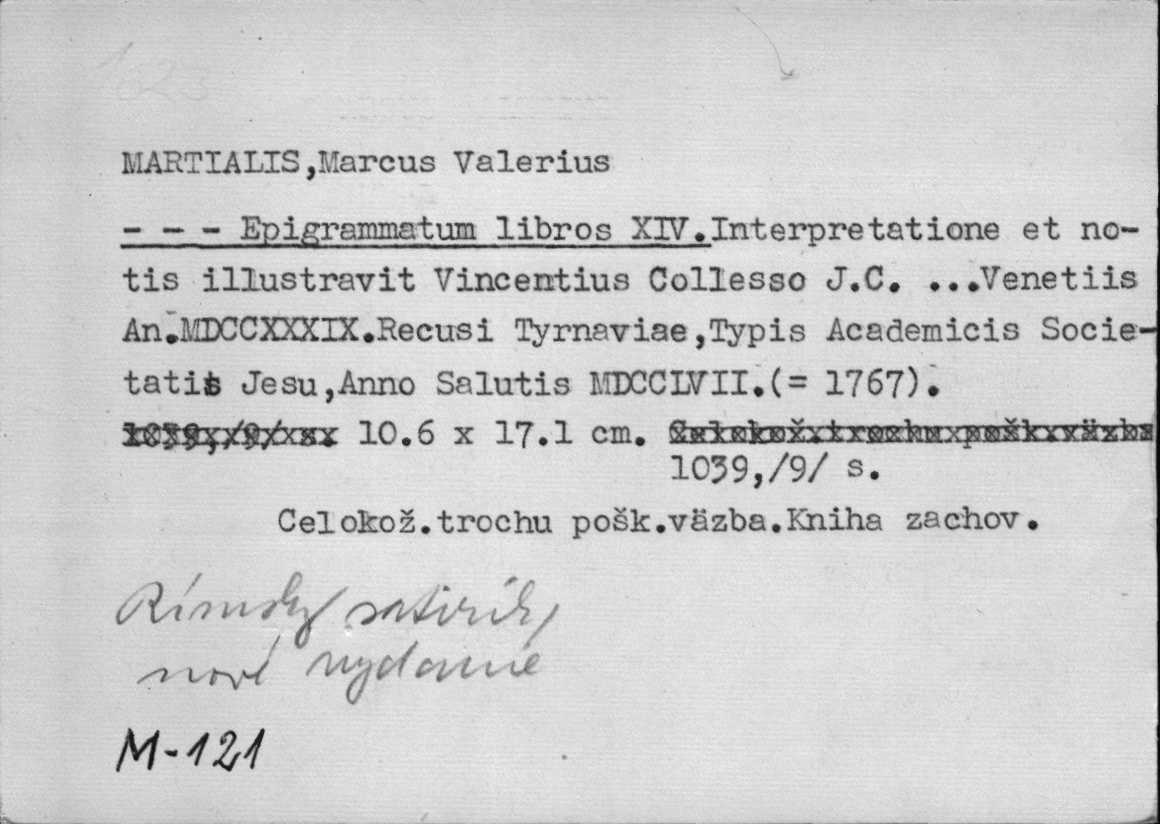 MARTIALIS,Marcus Valerius
- - - Epigrammatum libros XIV.Interpretatione et no-
tis illustravit Vincentius Collesso J.C. ...Venetiis
An.MDCCXXXIX.Recusi Tyrnaviae,Typis Academicis Socie-
tatis Jesu,Anno Salutis MDCCLVII.(= 1767).
10.6 x 17.1 cm.
1039,/9/ s.
Celokož.trochu pošk.väzba.Kniha zachov.
Rímsky satirik,
nové vydanie
M-121